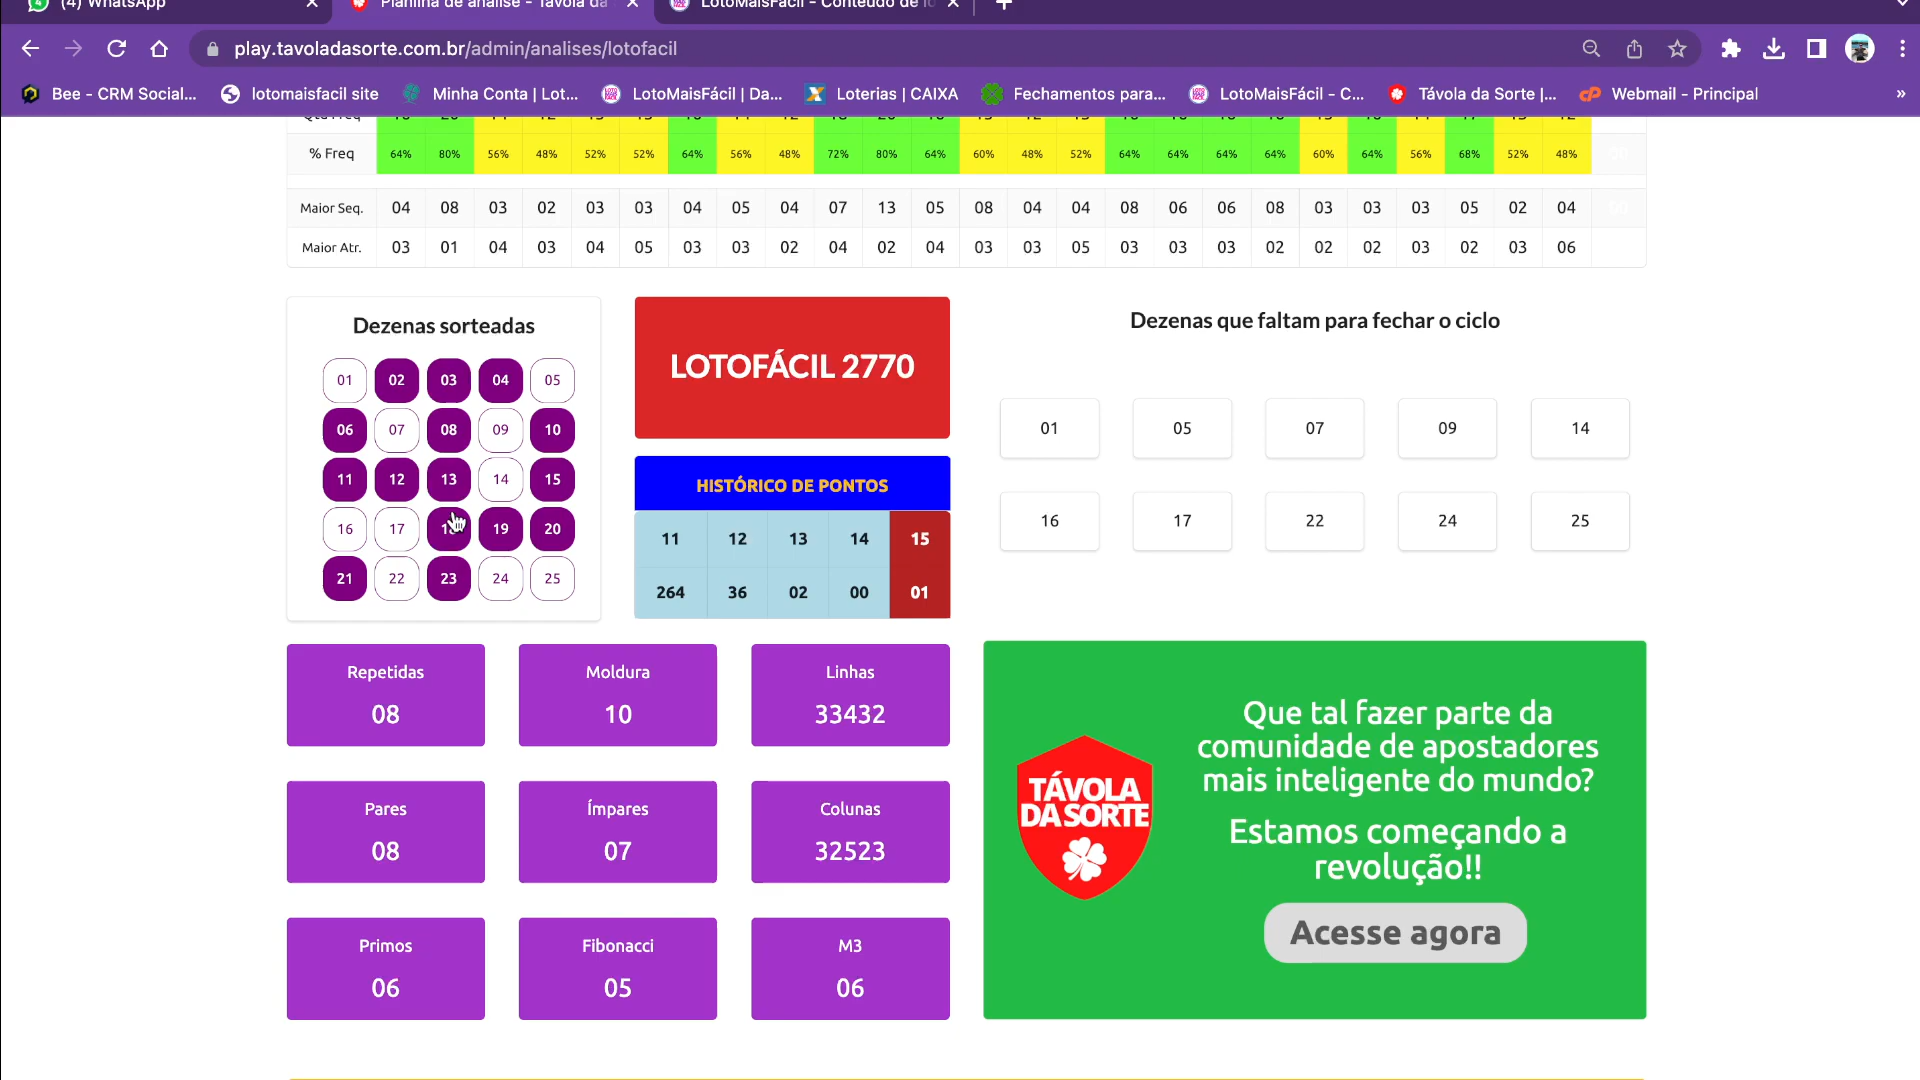 (4) WhatsApp
Planilha de análise - Távola da
LotoMaisFácil - Conteúdo de lo
play.tavoladasorte.com.br/admin/analises/lotofacil
Bee - CRM Social... lotomaisfacil site Minha Conta | Lot... LotoMaisFácil | Da... Loterias | CAIXA Fechamentos para... LotoMaisFácil - C... Távola da Sorte |... Webmail - Principal »
% Freq 64% 80% 56% 48% 52% 52% 64% 56% 48% 72% 80% 64% 60% 48% 52% 64% 64% 64% 64% 60% 64% 56% 68% 52% 48%
Maior Seq. 04 08 03 02 03 03 04 05 04 07 13 05 08 04 04 08 06 06 08 03 03 03 05 02 04
Maior Atr. 03 01 04 03 04 05 03 03 02 04 02 04 03 03 05 03 03 03 02 02 02 03 02 03 06
Dezenas sorteadas
01 02 03 04 05
06 07 08 09 10
11 12 13 14 15
16 17 18 19 20
21 22 23 24 25
LOTOFÁCIL 2770
HISTÓRICO DE PONTOS
11 12 13 14 15
264 36 02 00 01
Dezenas que faltam para fechar o ciclo
01 05 07 09 14
16 17 22 24 25
Repetidas Moldura Linhas
08 10 33432
Pares Ímpares Colunas
08 07 32523
Primos Fibonacci M3
06 05 06
TÁVOLA
DA SORTE
Que tal fazer parte da
comunidade de apostadores
mais inteligente do mundo?
Estamos começando a
revolução!!
Acesse agora